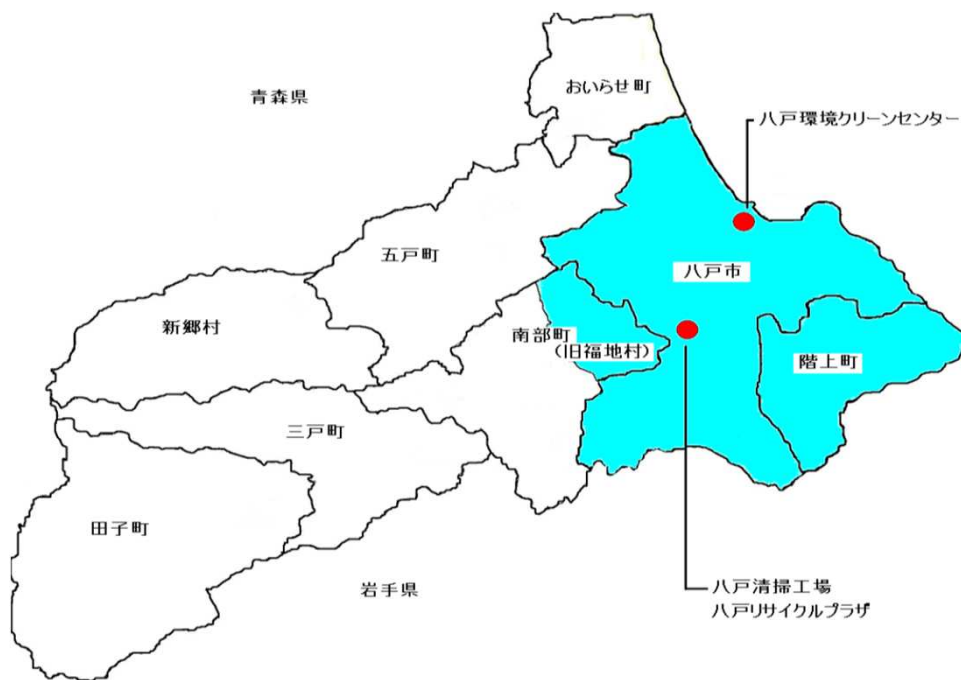 おいらせ町
青森県
八戸環境クリーンセンター
五戸町
八戸市
新郷村
南部町
(旧福地村)
階上町
三戸町
田子町
岩手県
八戸清掃工場
八戸リサイクルプラザ